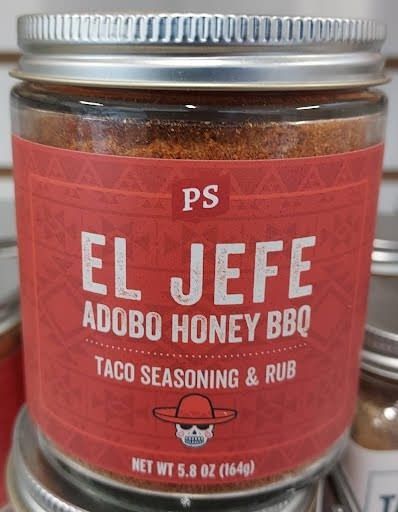 PS
EL JEFE
ADOBO HONEY BBQ
TACO SEASONING & RUB
NET WT 5.8 OZ (164g)